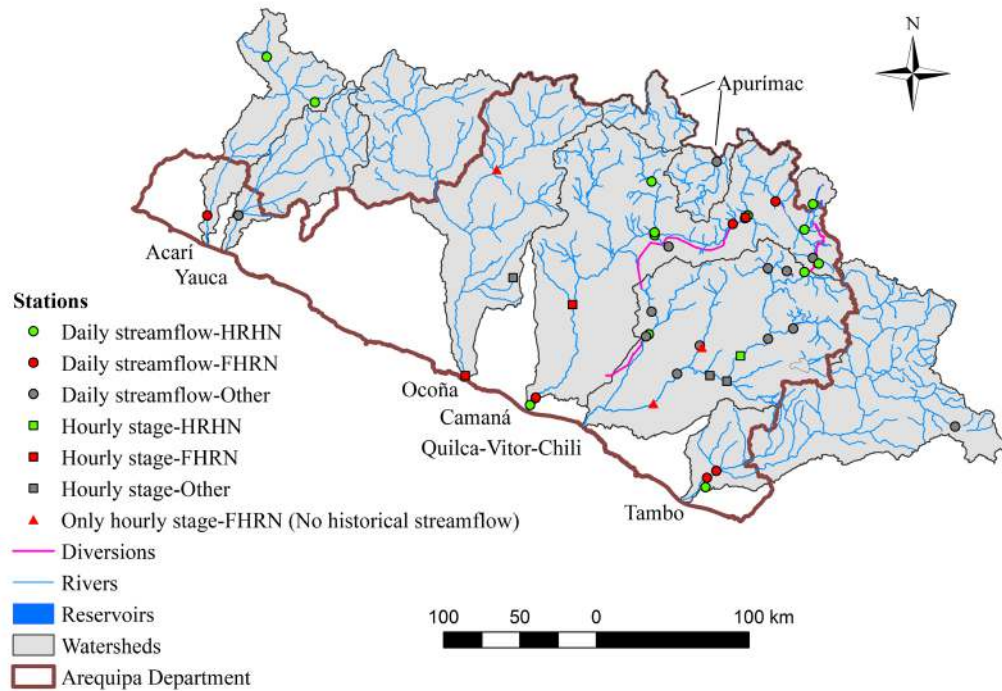 N
Apurímac
Acarí
Yauca
Stations
Daily streamflow-HRHN
Daily streamflow-FHRN
Daily streamflow-Other
Hourly stage-HRHN
Hourly stage-FHRN
Hourly stage-Other
Only hourly stage-FHRN (No historical streamflow)
Diversions
Rivers
Reservoirs
Watersheds
Arequipa Department
Ocoña
Camaná
Quilca-Vitor-Chili
Tambo
100 50 0 100 km